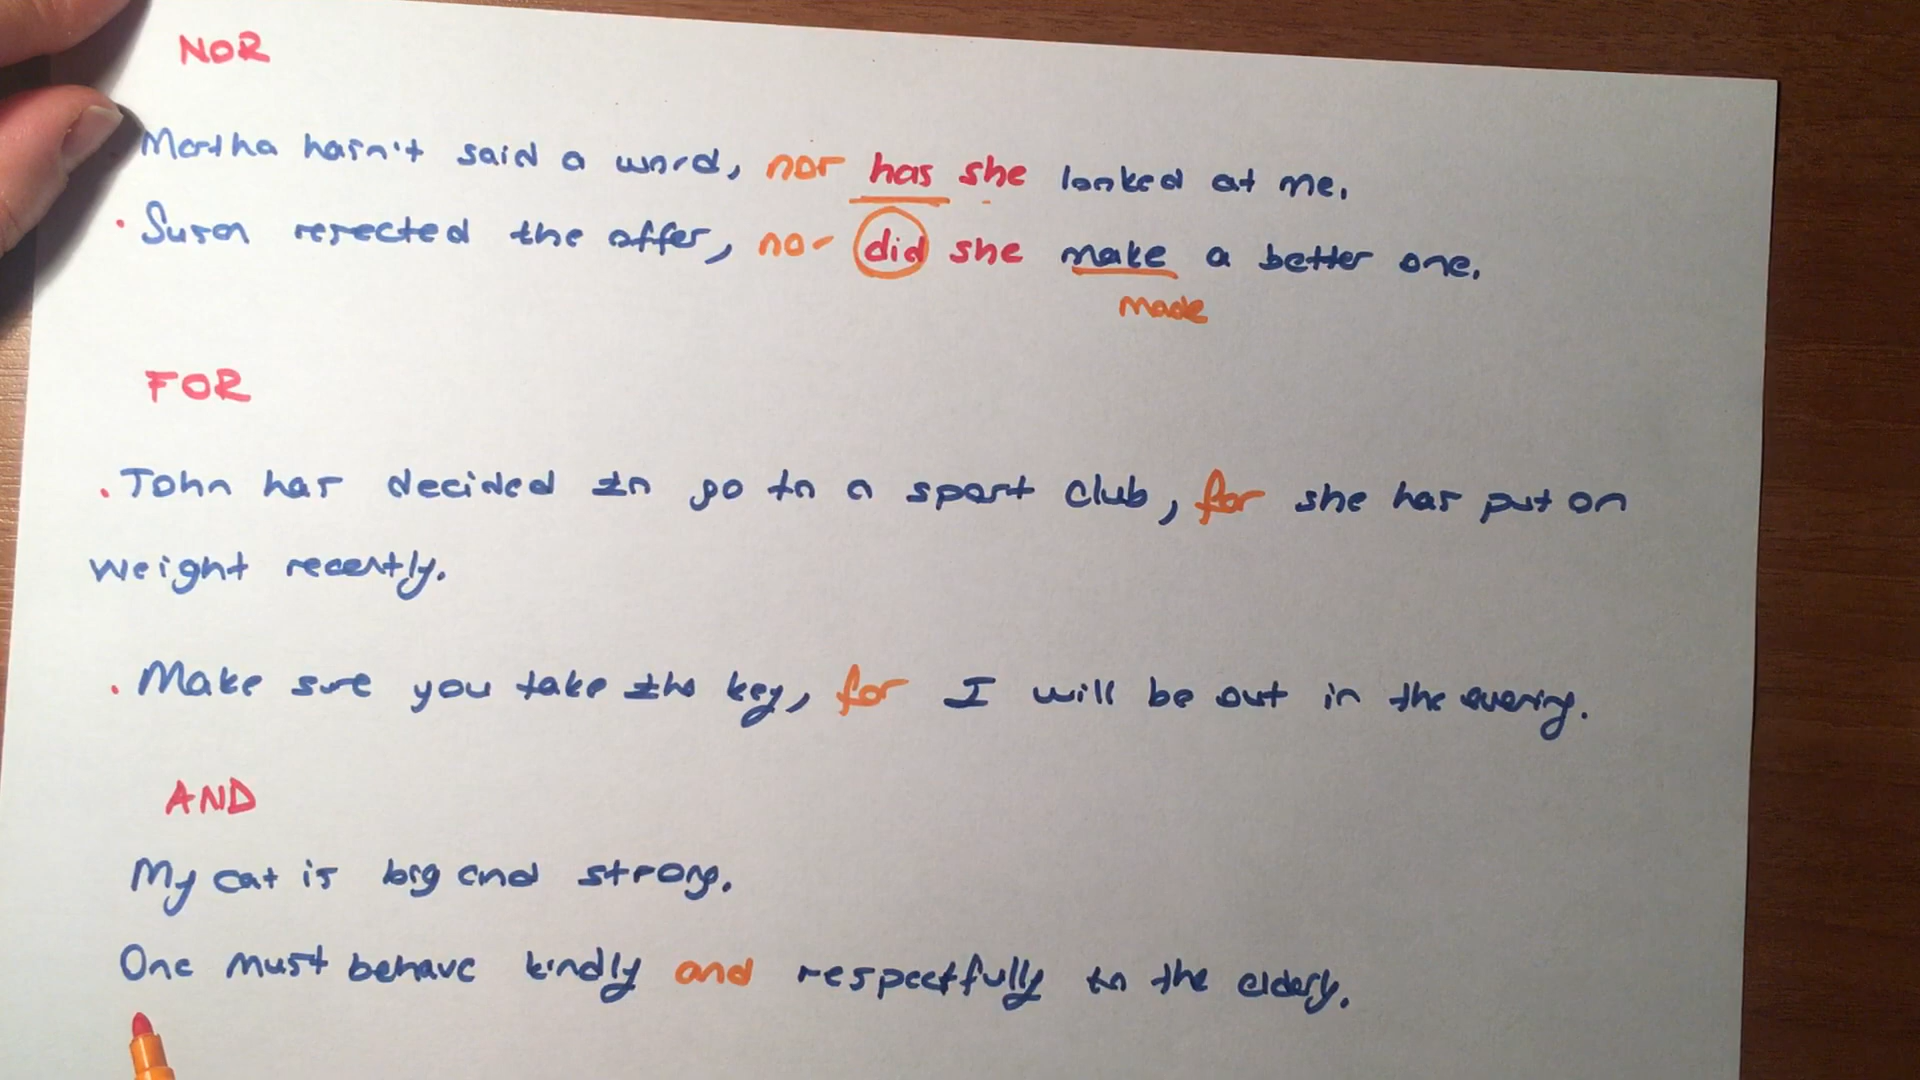 NOR
Martha hasn't said a word, nor has she looked at me.
• Susan rejected the offer, nor did she make a better one.
made
FOR
. John has decided to go to a sport club, for she has put on
weight recently.
. Make sure you take the key, for I will be out in the evening.
AND
My cat is big and strong.
One must behave kindly and respectfully to the elderly.